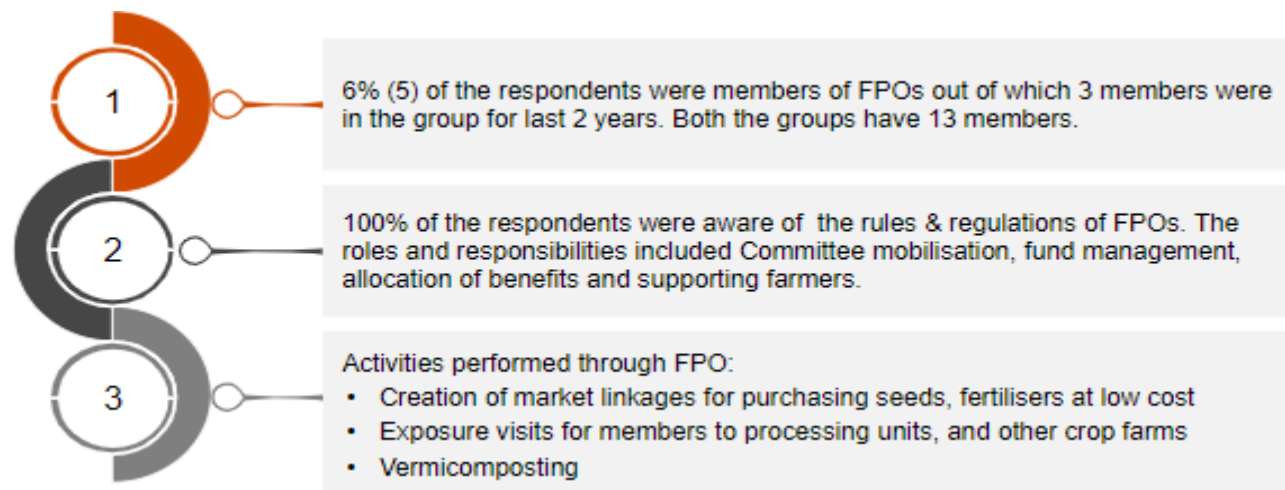 1
6% (5) of the respondents were members of FPOs out of which 3 members were
in the group for last 2 years. Both the groups have 13 members.
2
100% of the respondents were aware of the rules & regulations of FPOs. The
roles and responsibilities included Committee mobilisation, fund management,
allocation of benefits and supporting farmers.
3
Activities performed through FPO:
• Creation of market linkages for purchasing seeds, fertilisers at low cost
• Exposure visits for members to processing units, and other crop farms
• Vermicomposting